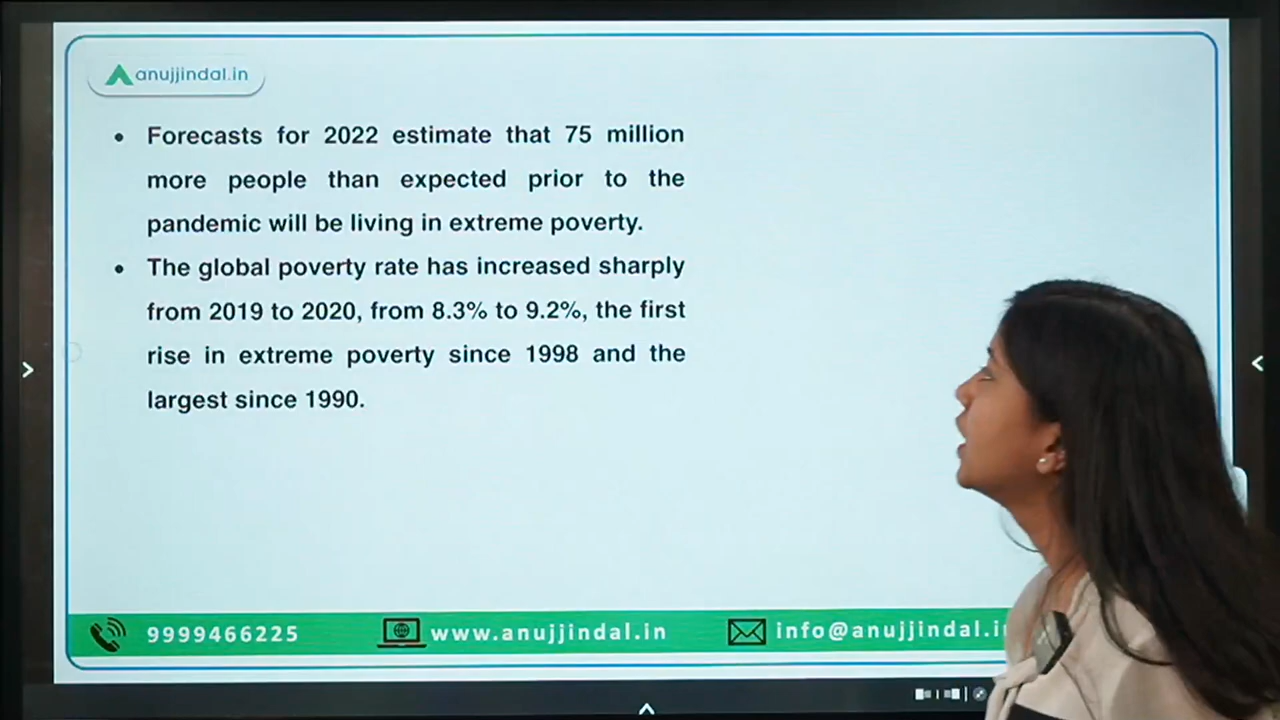 anujjindal.in
• Forecasts for 2022 estimate that 75 million
more people than expected prior to the
pandemic will be living in extreme poverty.
• The global poverty rate has increased sharply
from 2019 to 2020, from 8.3% to 9.2%, the first
rise in extreme poverty since 1998 and the
largest since 1990.
9999466225 www.anujjindal.in info@anujjindal.in